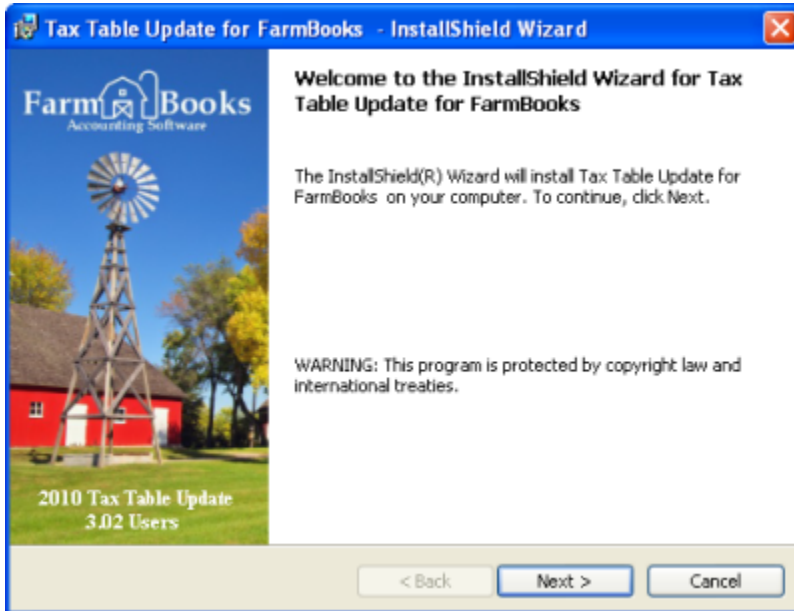 Tax Table Update for FarmBooks - InstallShield Wizard
FarmBooks
Accounting Software
Welcome to the InstallShield Wizard for Tax
Table Update for FarmBooks
The InstallShield(R) Wizard will install Tax Table Update for
FarmBooks on your computer. To continue, click Next.
WARNING: This program is protected by copyright law and
international treaties.
2010 Tax Table Update
3.02 Users
< Back
Next >
Cancel